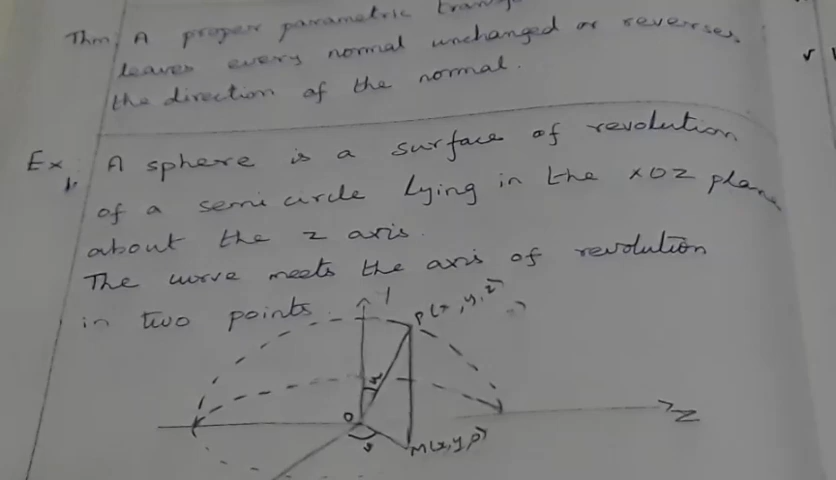 Thm: A proper parametric
leaves every normal unchanged or reverses
the direction of the normal.
Ex 1. A sphere is a surface of revolution
of a semi circle lying in the XOZ plane
about the z axis.
The curve meets the axis of revolution
in two points.
P(x, y, z)
u
O
v
M(x, y, 0)
Z